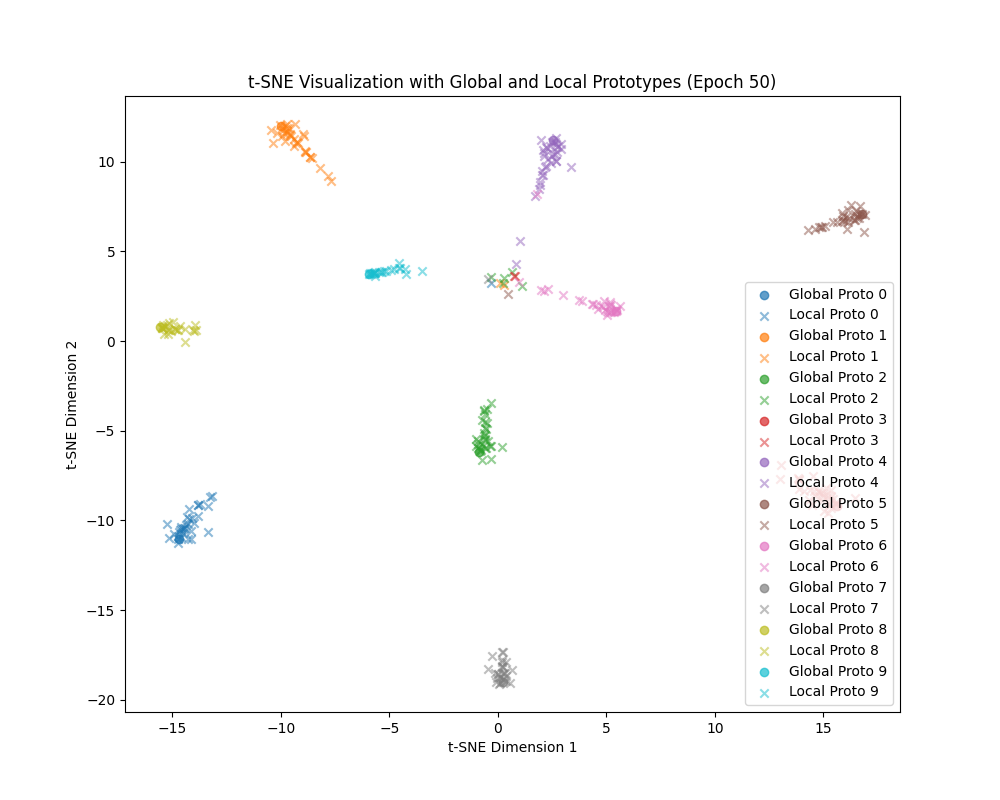 t-SNE Visualization with Global and Local Prototypes (Epoch 50)
t-SNE Dimension 2
10
5
0
−5
−10
−15
−20
Global Proto 0
Local Proto 0
Global Proto 1
Local Proto 1
Global Proto 2
Local Proto 2
Global Proto 3
Local Proto 3
Global Proto 4
Local Proto 4
Global Proto 5
Local Proto 5
Global Proto 6
Local Proto 6
Global Proto 7
Local Proto 7
Global Proto 8
Local Proto 8
Global Proto 9
Local Proto 9
−15 −10 −5 0 5 10 15
t-SNE Dimension 1